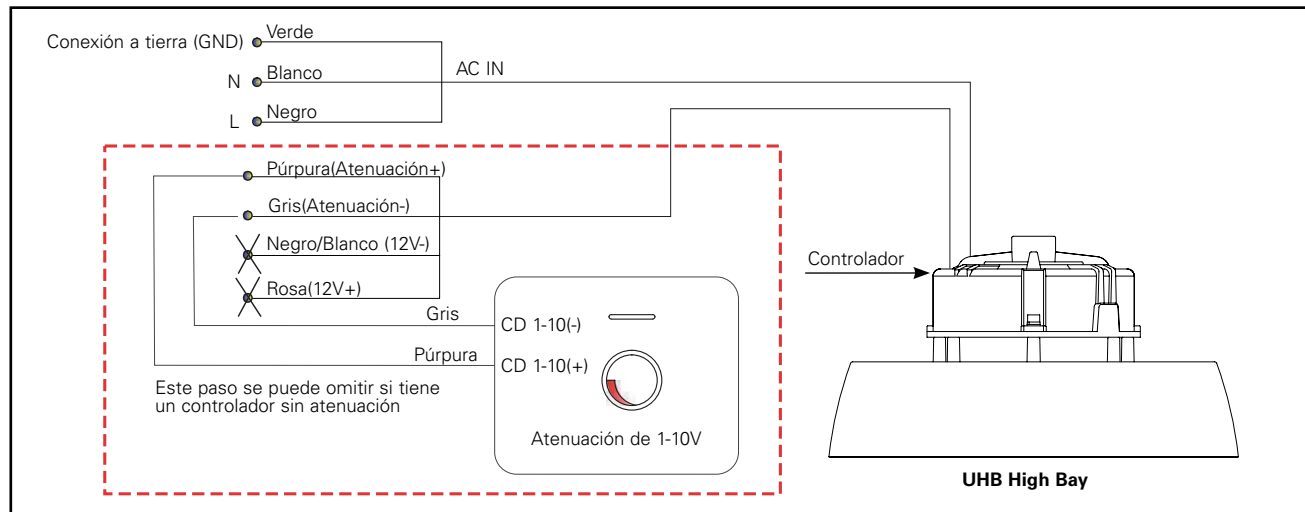 Conexión a tierra (GND)
Verde
N
Blanco
AC IN
L
Negro
Púrpura(Atenuación+)
Gris(Atenuación-)
Negro/Blanco (12V-)
Rosa(12V+)
Gris
CD 1-10(-)
Púrpura
CD 1-10(+)
Este paso se puede omitir si tiene
un controlador sin atenuación
Atenuación de 1-10V
Controlador
UHB High Bay